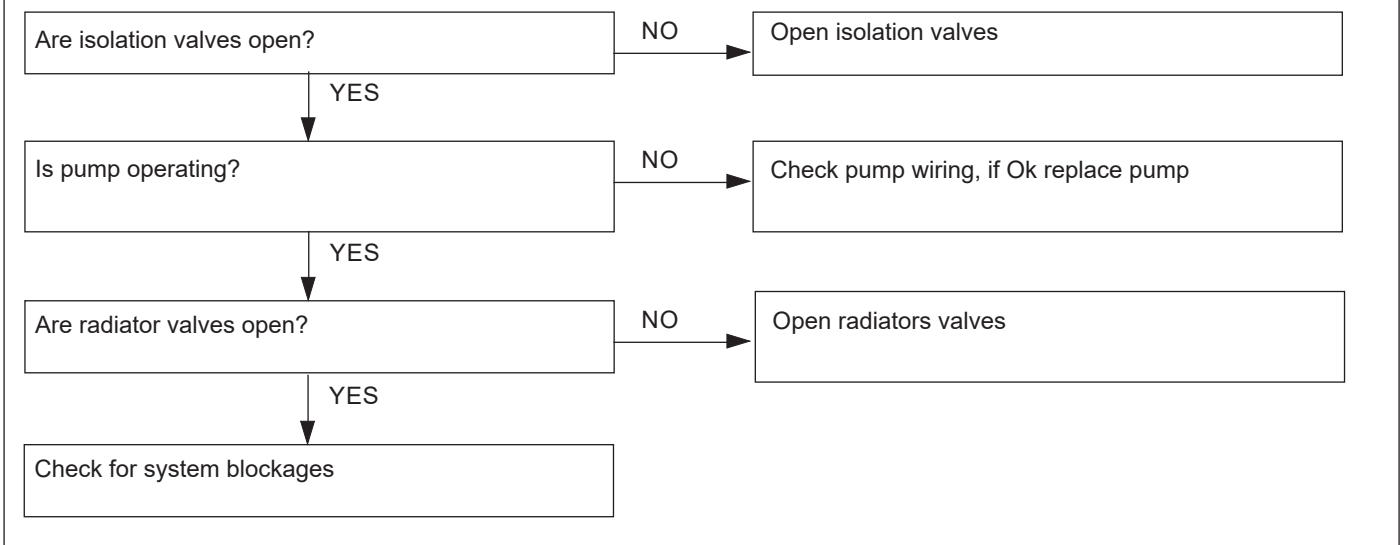 Are isolation valves open?
NO
Open isolation valves
YES
Is pump operating?
NO
Check pump wiring, if Ok replace pump
YES
Are radiator valves open?
NO
Open radiators valves
YES
Check for system blockages